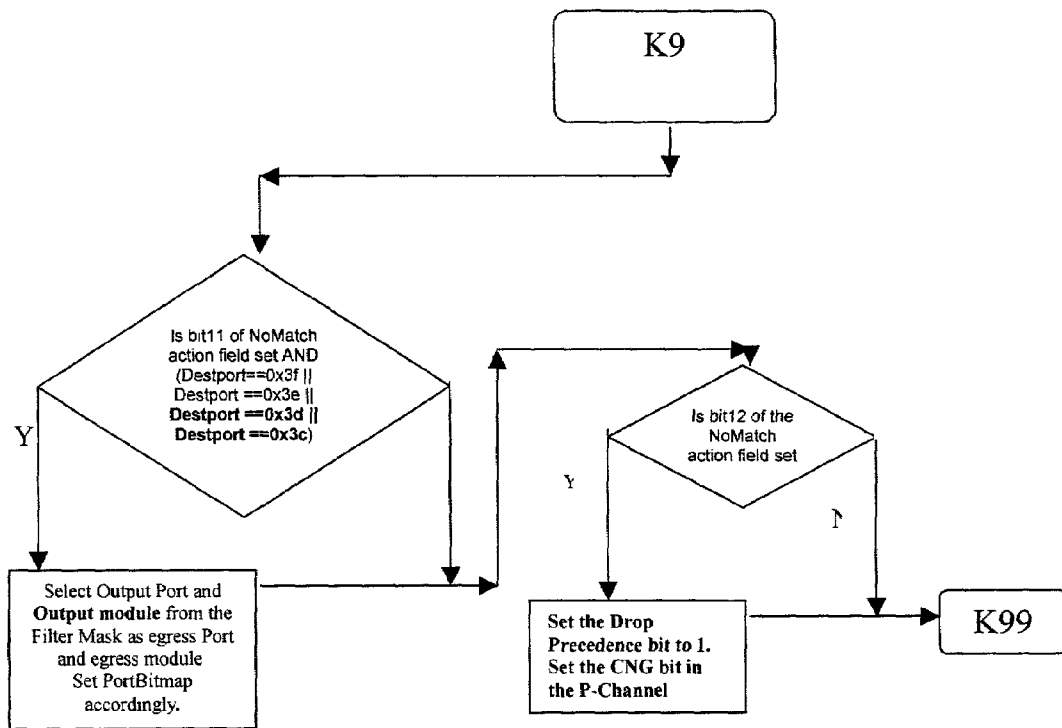 K9
Is bit11 of NoMatch
action field set AND
(Destport==0x3f ||
Destport ==0x3e ||
Destport ==0x3d ||
Destport ==0x3c)
Y
Select Output Port and
Output module from the
Filter Mask as egress Port
and egress module
Set PortBitmap
accordingly.
Is bit12 of the
NoMatch
action field set
Y
N
Set the Drop
Precedence bit to 1.
Set the CNG bit in
the P-Channel
K99